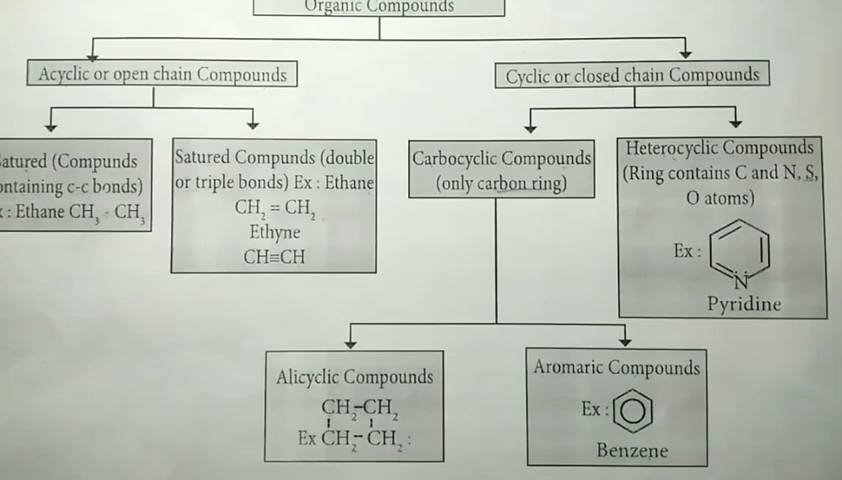 Organic Compounds
Acyclic or open chain Compounds
Cyclic or closed chain Compounds
atured (Compunds
ontaining c-c bonds)
: Ethane CH₃ - CH₃
Satured Compunds (double
or triple bonds) Ex : Ethane
CH₂ = CH₂
Ethyne
CH≡CH
Carbocyclic Compounds
(only carbon ring)
Heterocyclic Compounds
(Ring contains C and N, S,
O atoms)
Ex :
N
Pyridine
Alicyclic Compounds
CH₂-CH₂
Ex CH₂-CH₂ :
Aromaric Compounds
Ex :
Benzene